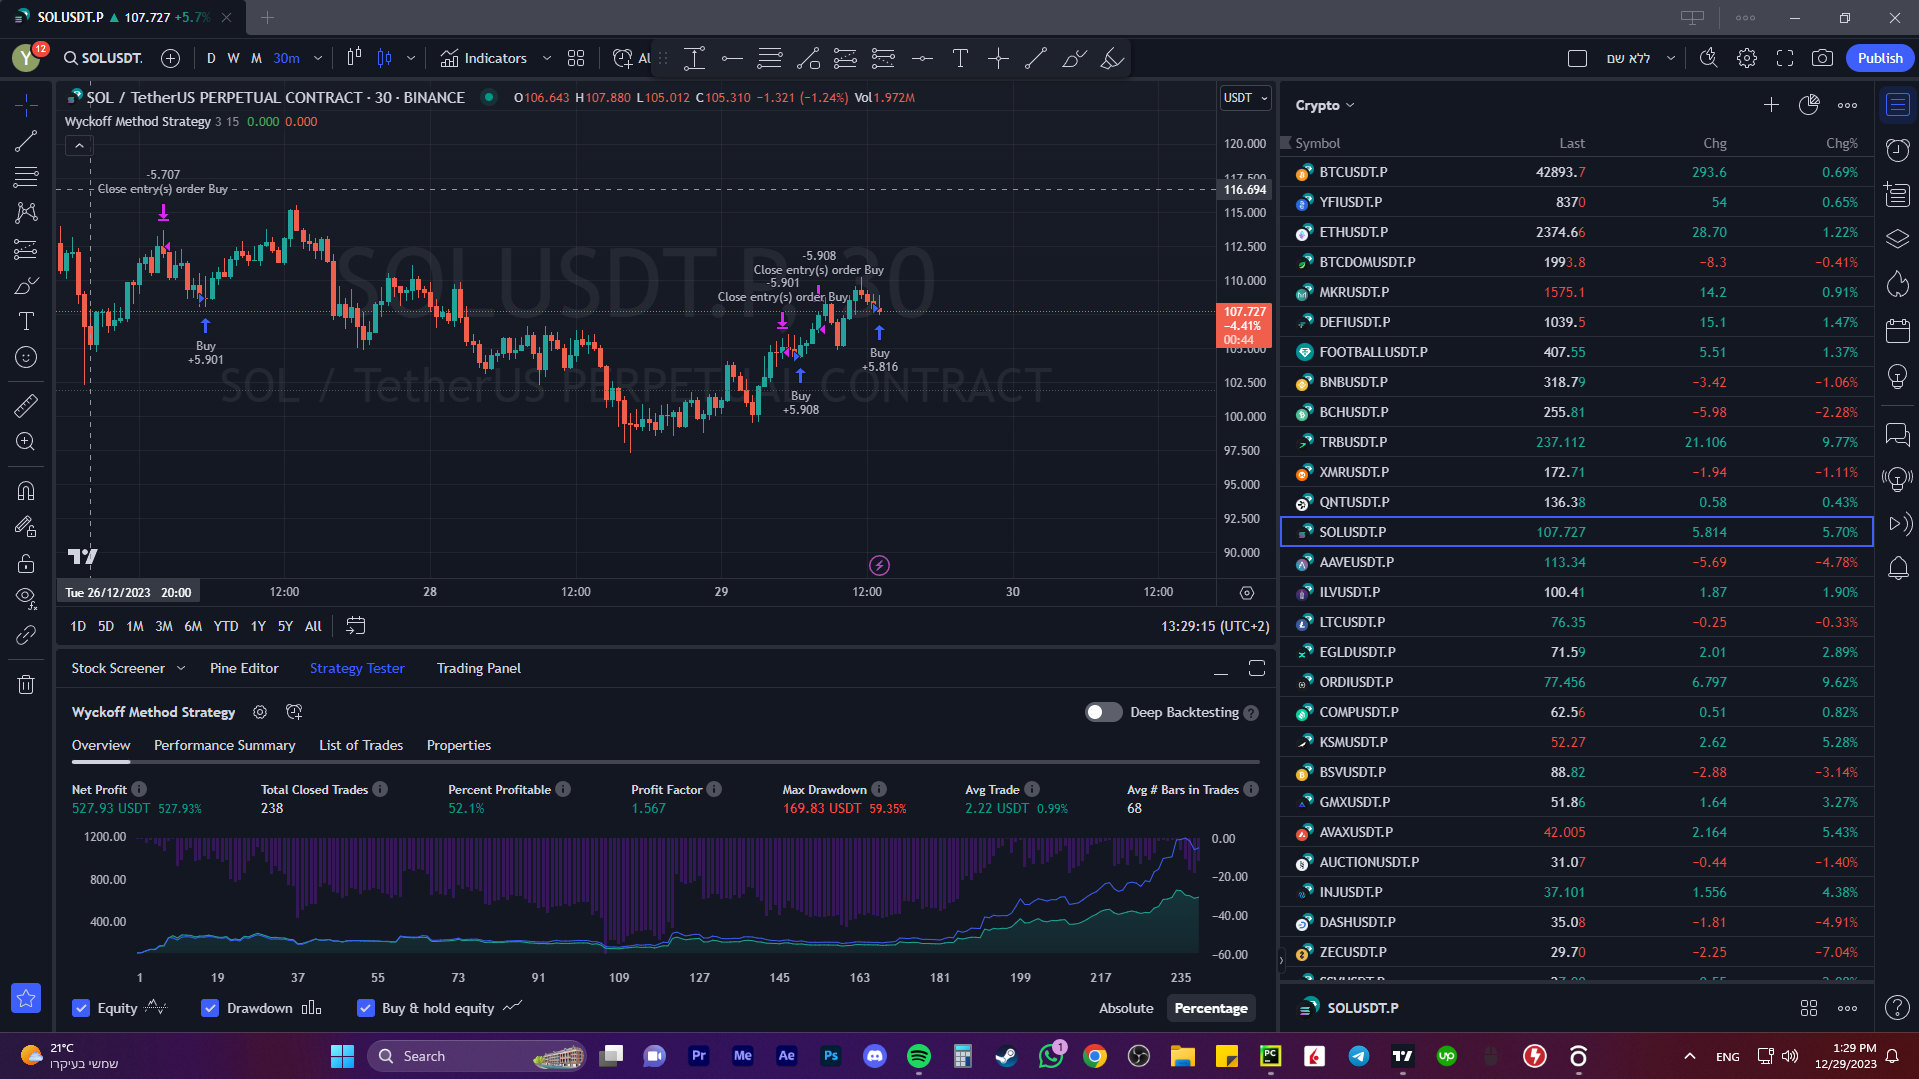 SOLUSDT.P ▲ 107.727 +5.7%
Y
12
SOLUSDT.
D W M 30m
Indicators
Al
ללא שם
Publish
SOL / TetherUS PERPETUAL CONTRACT · 30 · BINANCE O106.643 H107.880 L105.012 C105.310 −1.321 (−1.24%) Vol1.972M
Wyckoff Method Strategy 3 15 0.000 0.000
USDT
SOLUSDT.P, 30
SOL / TetherUS PERPETUAL CONTRACT
-5.707
Close entry(s) order Buy
Buy
+5.901
-5.908
Close entry(s) order Buy
-5.901
Close entry(s) order Buy
Buy
+5.908
Buy
+5.816
120.000
117.500
116.694
115.000
112.500
110.000
107.727
−4.41%
00:44
105.000
102.500
100.000
97.500
95.000
92.500
90.000
Tue 26/12/2023 20:00
12:00 28 12:00 29 12:00 30 12:00
1D 5D 1M 3M 6M YTD 1Y 5Y All
13:29:15 (UTC+2)
Stock Screener Pine Editor Strategy Tester Trading Panel
Wyckoff Method Strategy
Deep Backtesting
Overview Performance Summary List of Trades Properties
Net Profit Total Closed Trades Percent Profitable Profit Factor Max Drawdown Avg Trade Avg # Bars in Trades
527.93 USDT 527.93% 238 52.1% 1.567 169.83 USDT 59.35% 2.22 USDT 0.99% 68
1200.00
800.00
400.00
0.00
−20.00
−40.00
−60.00
1 19 37 55 73 91 109 127 145 163 181 199 217 235
Equity Drawdown Buy & hold equity
Absolute Percentage
Crypto
Symbol Last Chg Chg%
BTCUSDT.P 42893.7 293.6 0.69%
YFIUSDT.P 8370 54 0.65%
ETHUSDT.P 2374.66 28.70 1.22%
BTCDOMUSDT.P 1993.8 −8.3 −0.41%
MKRUSDT.P 1575.1 14.2 0.91%
DEFIUSDT.P 1039.5 15.1 1.47%
FOOTBALLUSDT.P 407.55 5.51 1.37%
BNBUSDT.P 318.79 −3.42 −1.06%
BCHUSDT.P 255.81 −5.98 −2.28%
TRBUSDT.P 237.112 21.106 9.77%
XMRUSDT.P 172.71 −1.94 −1.11%
QNTUSDT.P 136.38 0.58 0.43%
SOLUSDT.P 107.727 5.814 5.70%
AAVEUSDT.P 113.34 −5.69 −4.78%
ILVUSDT.P 100.41 1.87 1.90%
LTCUSDT.P 76.35 −0.25 −0.33%
EGLDUSDT.P 71.59 2.01 2.89%
ORDIUSDT.P 77.456 6.797 9.62%
COMPUSDT.P 62.56 0.51 0.82%
KSMUSDT.P 52.27 2.62 5.28%
BSVUSDT.P 88.82 −2.88 −3.14%
GMXUSDT.P 51.86 1.64 3.27%
AVAXUSDT.P 42.005 2.164 5.43%
AUCTIONUSDT.P 31.07 −0.44 −1.40%
INJUSDT.P 37.101 1.556 4.38%
DASHUSDT.P 35.08 −1.81 −4.91%
ZECUSDT.P 29.70 −2.25 −7.04%
SOLUSDT.P
21°C
שמשי בעיקרו
Search
Pr Me Ae Ps
1
PC
up
ENG
1:29 PM
12/29/2023